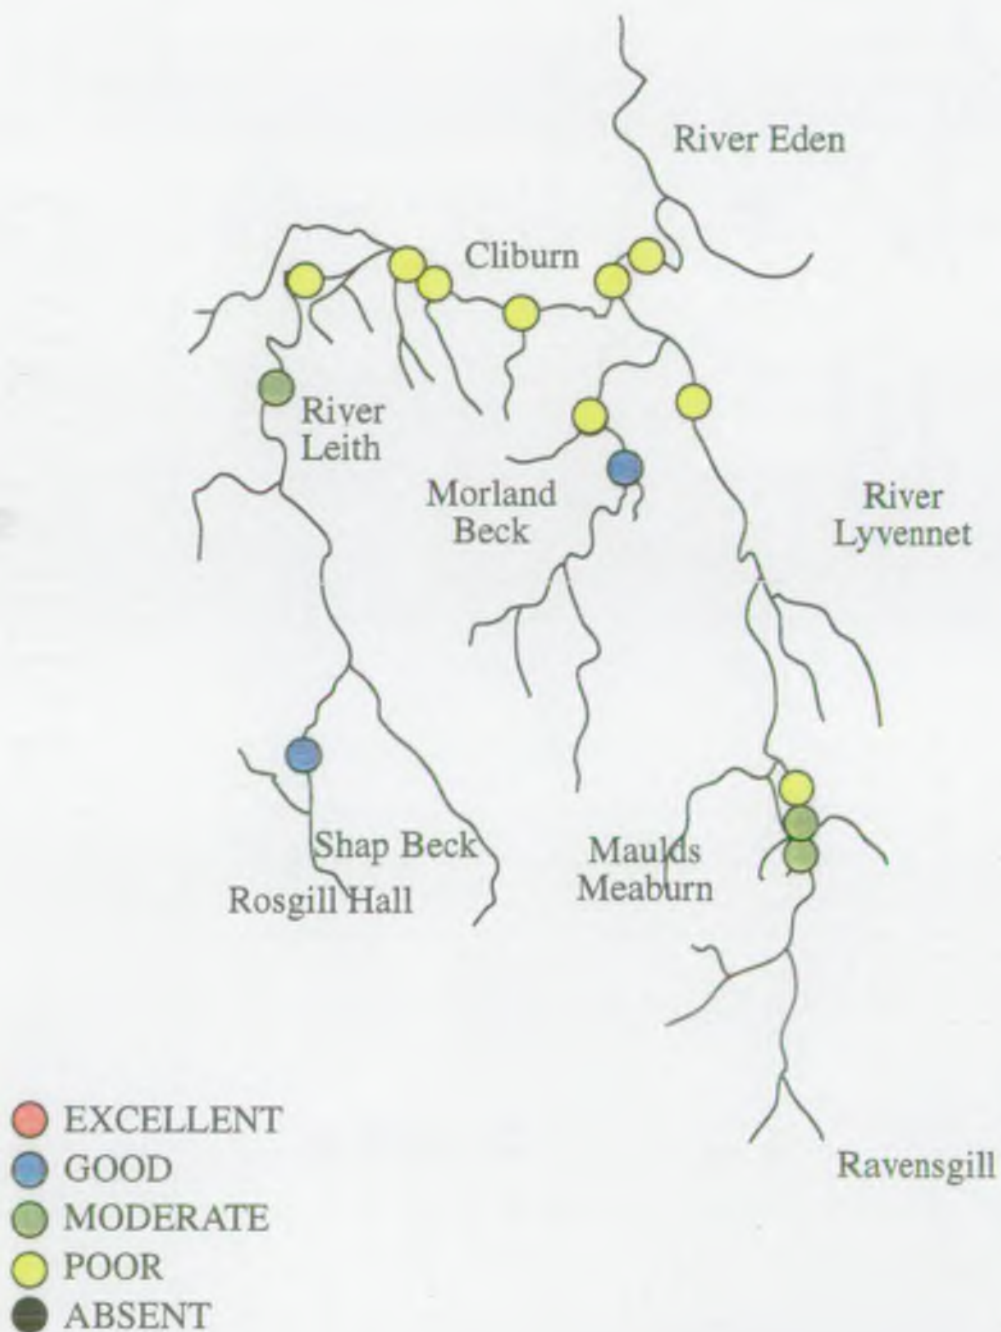 River Eden
Cliburn
River
Leith
Morland
Beck
River
Lyvennet
Shap Beck
Rosgill Hall
Maulds
Meaburn
Ravensgill
EXCELLENT
GOOD
MODERATE
POOR
ABSENT